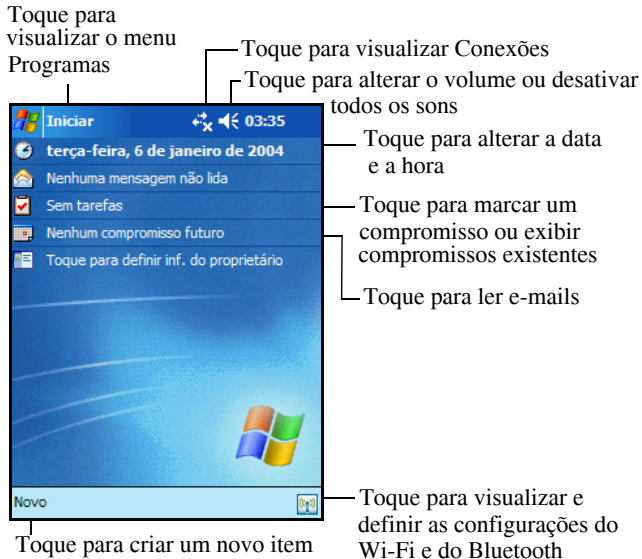 Toque para
visualizar o menu
Programas
Toque para visualizar Conexões
Toque para alterar o volume ou desativar
todos os sons
Iniciar 03:35
terça-feira, 6 de janeiro de 2004
Toque para alterar a data
e a hora
Nenhuma mensagem não lida
Sem tarefas
Toque para marcar um
compromisso ou exibir
compromissos existentes
Nenhum compromisso futuro
Toque para definir inf. do proprietário
Toque para ler e-mails
Novo
Toque para visualizar e
definir as configurações do
Wi-Fi e do Bluetooth
Toque para criar um novo item